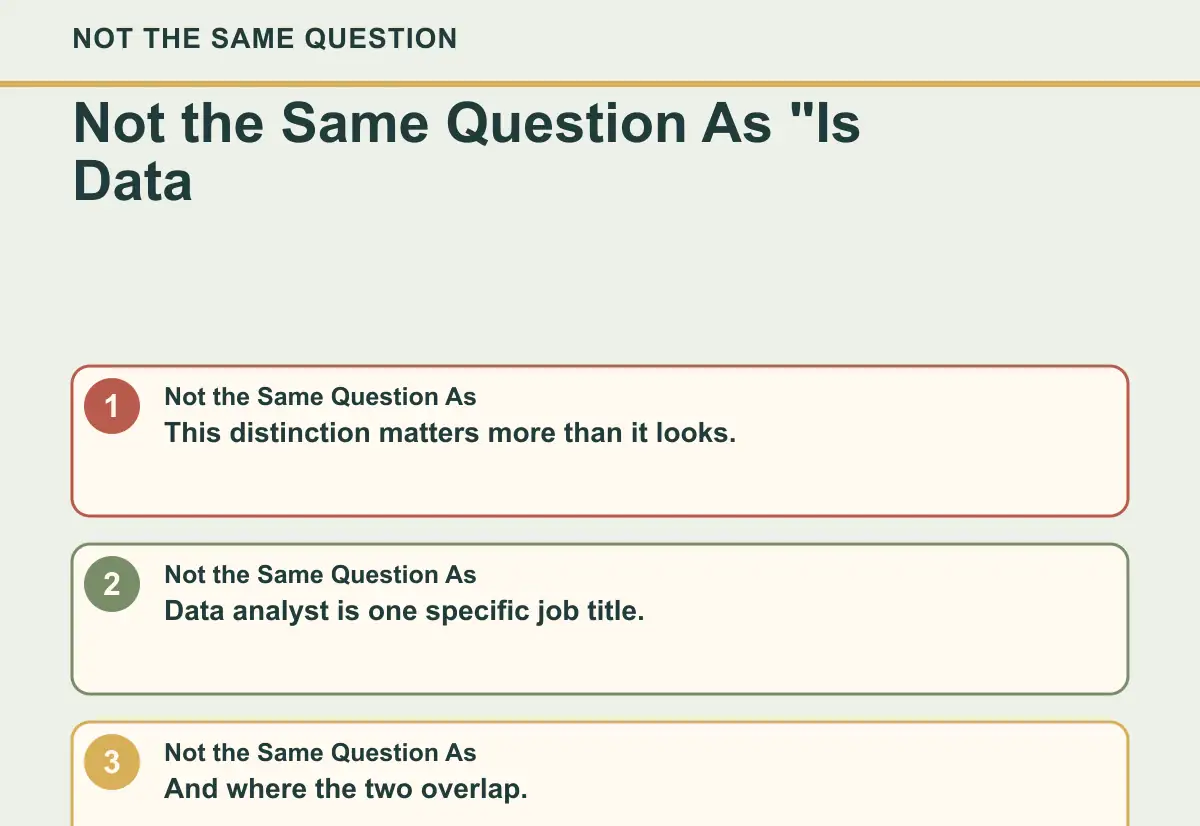 NOT THE SAME QUESTION
Not the Same Question As "Is
Data
1
Not the Same Question As
This distinction matters more than it looks.
2
Not the Same Question As
Data analyst is one specific job title.
3
Not the Same Question As
And where the two overlap.